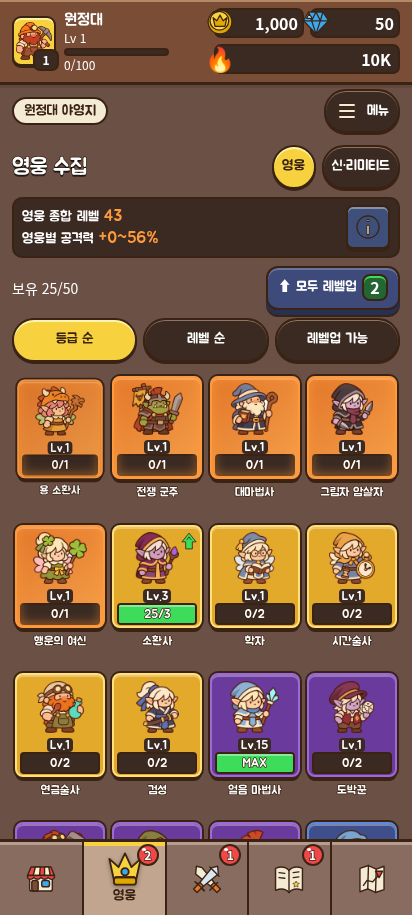 원정대
Lv 1
1
0/100
1,000
50
10K
원정대 야영지
메뉴
영웅 수집
영웅
신·리미티드
영웅 종합 레벨 43
영웅별 공격력 +0~56%
보유 25/50
모두 레벨업 2
등급 순
레벨 순
레벨업 가능
Lv.1 Lv.1 Lv.1 Lv.1
0/1 0/1 0/1 0/1
용 소환사 전쟁 군주 대마법사 그림자 암살자
Lv.1 Lv.3 Lv.1 Lv.1
0/1 25/3 0/2 0/2
행운의 여신 소환사 학자 시간술사
Lv.1 Lv.1 Lv.15 Lv.1
0/2 0/2 MAX 0/2
연금술사 검성 얼음 마법사 도박꾼
2 1 1
영웅